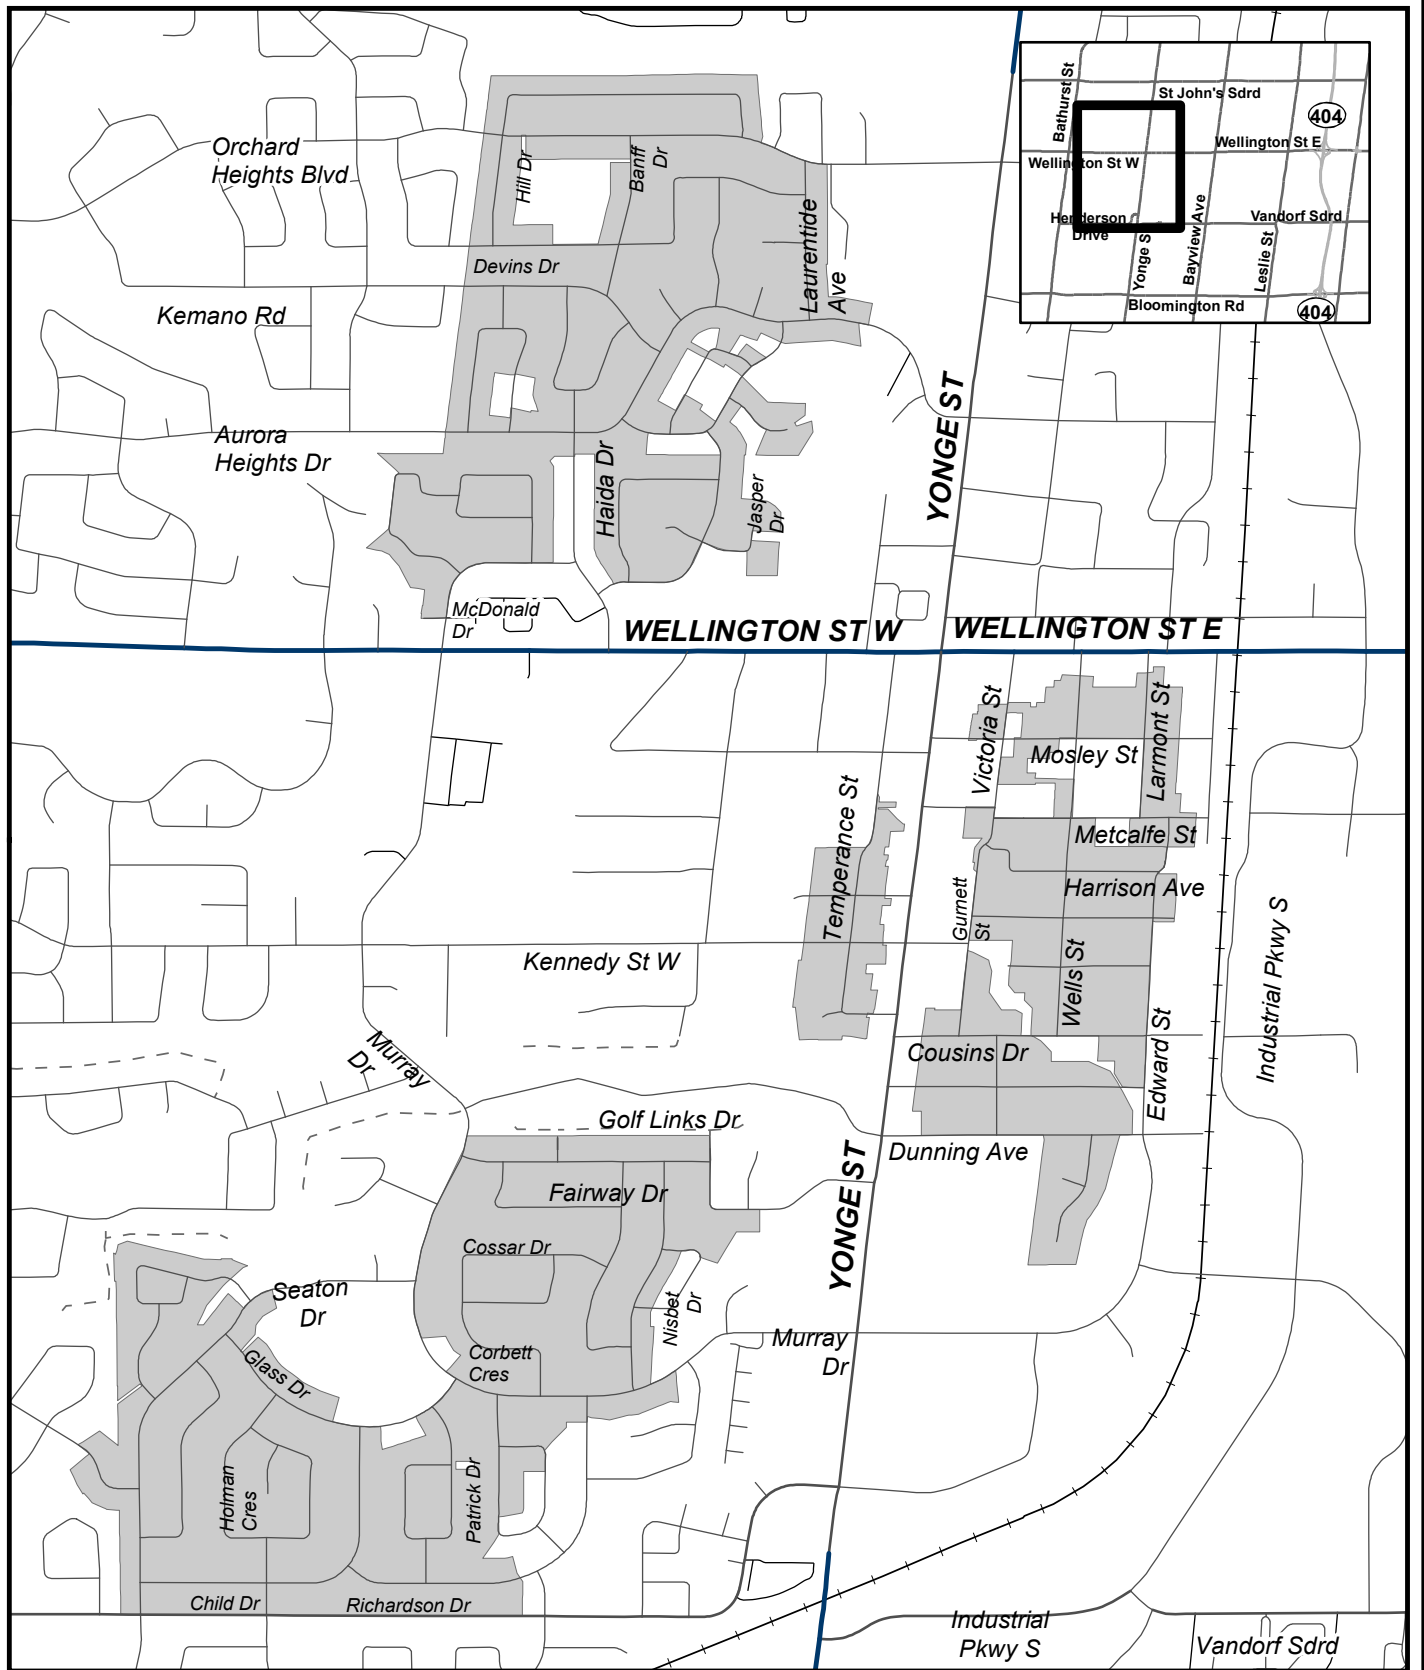 Bathurst St
St John's Sdrd
404
Wellington St E
Wellington St W
Henderson
Drive
Yonge St
Bayview Ave
Vandorf Sdrd
Leslie St
Bloomington Rd
404
Orchard
Heights Blvd
Hill Dr
Banff
Dr
Laurentide
Ave
Devins Dr
Kemano Rd
Aurora
Heights Dr
Haida Dr
Jasper
Dr
YONGE ST
McDonald
Dr
WELLINGTON ST W
WELLINGTON ST E
Victoria St
Mosley St
Larmont St
Temperance St
Metcalfe St
Harrison Ave
Gurnett
St
Wells St
Kennedy St W
Industrial Pkwy S
Murray
Dr
Cousins Dr
Edward St
Golf Links Dr
Dunning Ave
Fairway Dr
YONGE ST
Cossar Dr
Seaton
Dr
Nisbet
Dr
Murray
Dr
Corbett
Cres
Glass Dr
Holman
Cres
Patrick Dr
Child Dr
Richardson Dr
Industrial
Pkwy S
Vandorf Sdrd